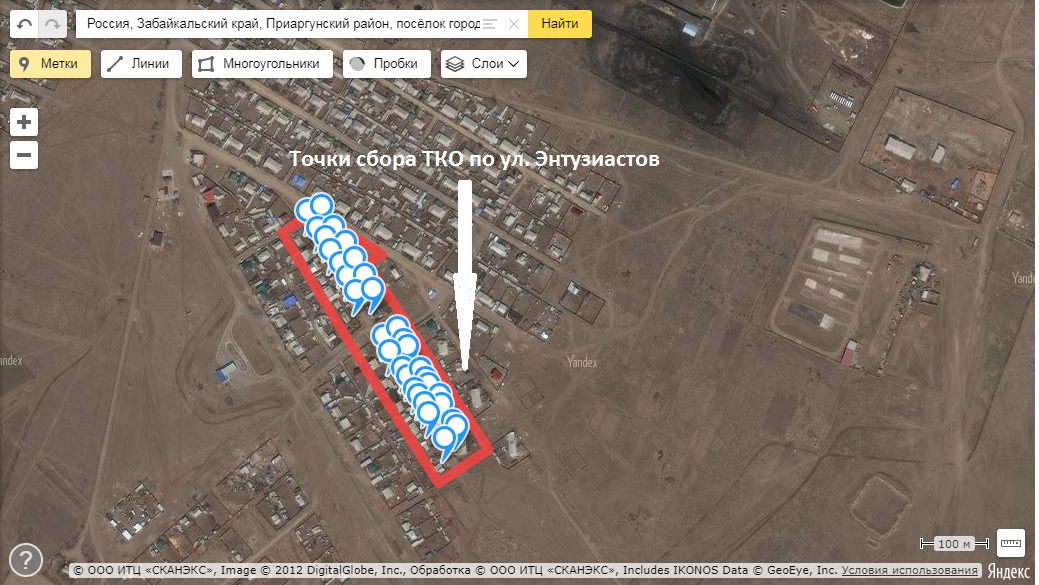 Россия, Забайкальский край, Приаргунский район, посёлок город
Найти
Метки
Линии
Многоугольники
Пробки
Слои
Точки сбора ТКО по ул. Энтузиастов
Yand
Yandex
andex
100 м
© ООО ИТЦ «СКАНЭКС», Image © 2012 DigitalGlobe, Inc., Обработка © ООО ИТЦ «СКАНЭКС», Includes IKONOS Data © GeoEye, Inc. Условия использования
Яндекс